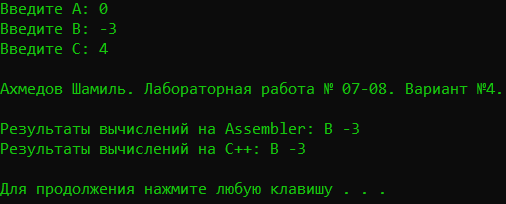 Введите A: 0
Введите B: -3
Введите C: 4
Ахмедов Шамиль. Лабораторная работа № 07-08. Вариант №4.
Результаты вычислений на Assembler: B -3
Результаты вычислений на C++: B -3
Для продолжения нажмите любую клавишу . . .